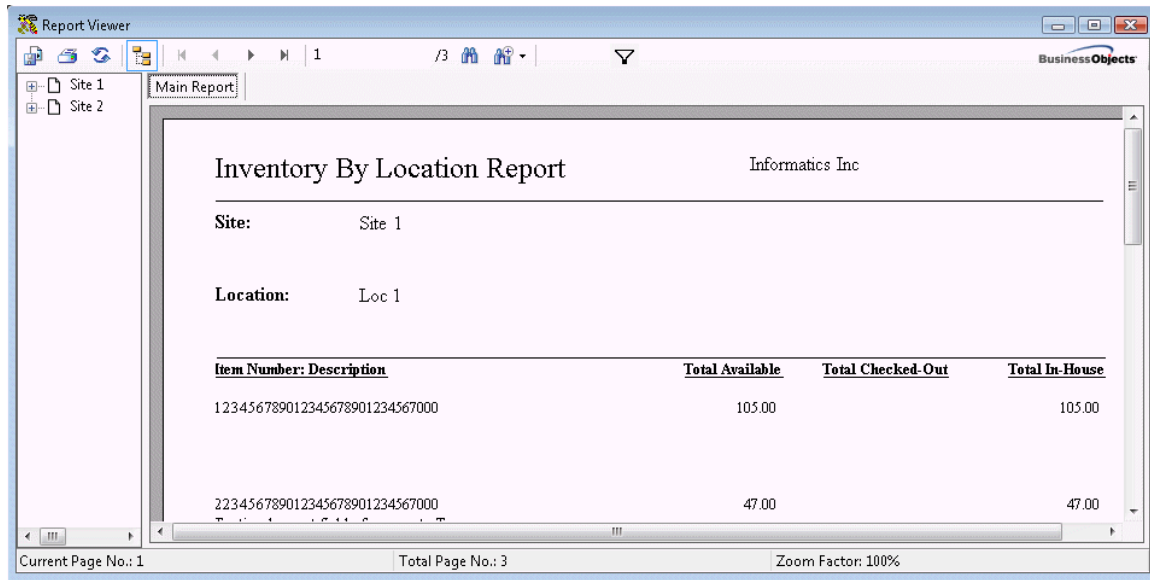 Report Viewer
1 /3
BusinessObjects
Site 1
Site 2
Main Report
Inventory By Location Report Informatics Inc
Site: Site 1
Location: Loc 1
Item Number: Description Total Available Total Checked-Out Total In-House
123456789012345678901234567000 105.00 105.00
223456789012345678901234567000 47.00 47.00
Current Page No.: 1 Total Page No.: 3 Zoom Factor: 100%